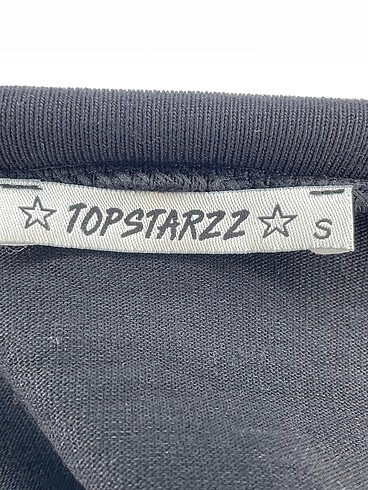 ☆ TOPSTARZZ ☆ S